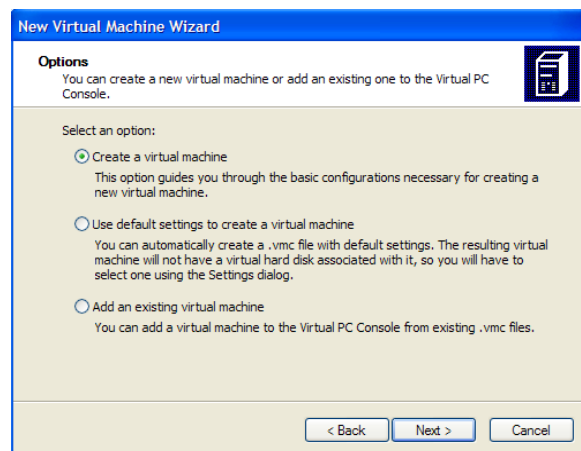 New Virtual Machine Wizard
Options
You can create a new virtual machine or add an existing one to the Virtual PC
Console.
Select an option:
Create a virtual machine
This option guides you through the basic configurations necessary for creating a
new virtual machine.
Use default settings to create a virtual machine
You can automatically create a .vmc file with default settings. The resulting virtual
machine will not have a virtual hard disk associated with it, so you will have to
select one using the Settings dialog.
Add an existing virtual machine
You can add a virtual machine to the Virtual PC Console from existing .vmc files.
< Back Next > Cancel